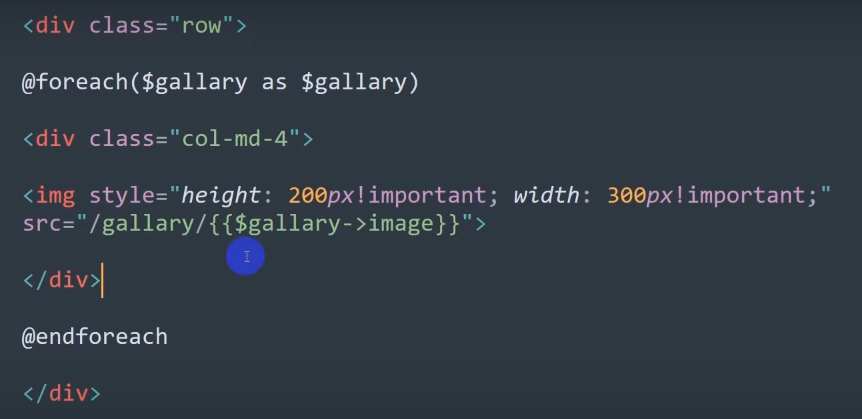 <div class="row">
@foreach($gallary as $gallary)
<div class="col-md-4">
<img style="height: 200px!important; width: 300px!important;"
src="/gallary/{{$gallary->image}}">
</div>
@endforeach
</div>